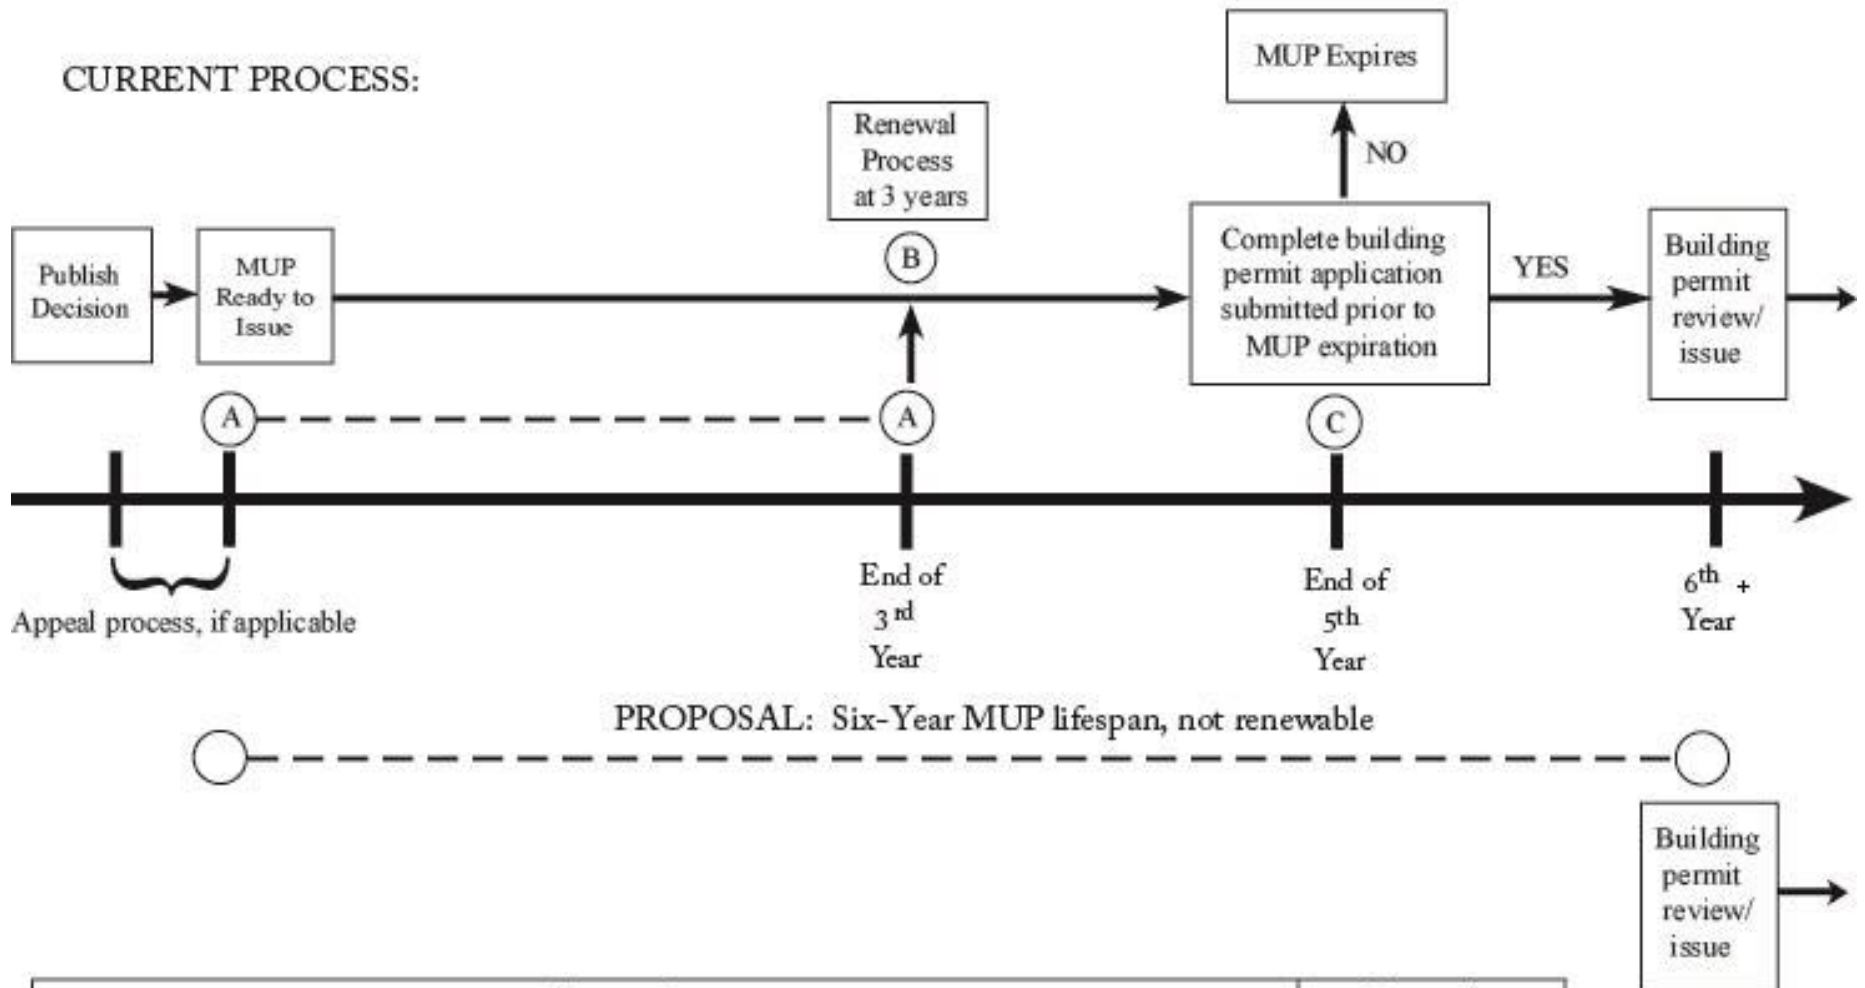 CURRENT PROCESS:
MUP Expires
NO
Renewal
Process
at 3 years
B
Publish
Decision
MUP
Ready to
Issue
Complete building
permit application
submitted prior to
MUP expiration
YES
Building
permit
review/
issue
A
A
C
Appeal process, if applicable
End of
3rd
Year
End of
5th
Year
6th +
Year
PROPOSAL: Six-Year MUP lifespan, not renewable
Building
permit
review/
issue